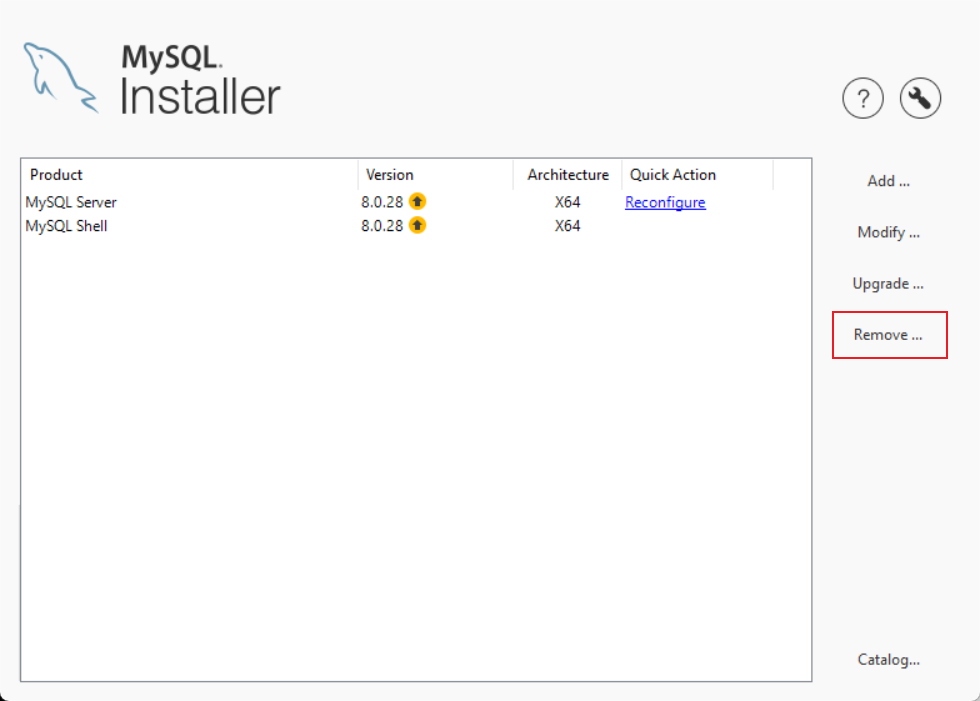 MySQL.
Installer
?
Product Version Architecture Quick Action
MySQL Server 8.0.28 X64 Reconfigure
MySQL Shell 8.0.28 X64
Add ...
Modify ...
Upgrade ...
Remove ...
Catalog...